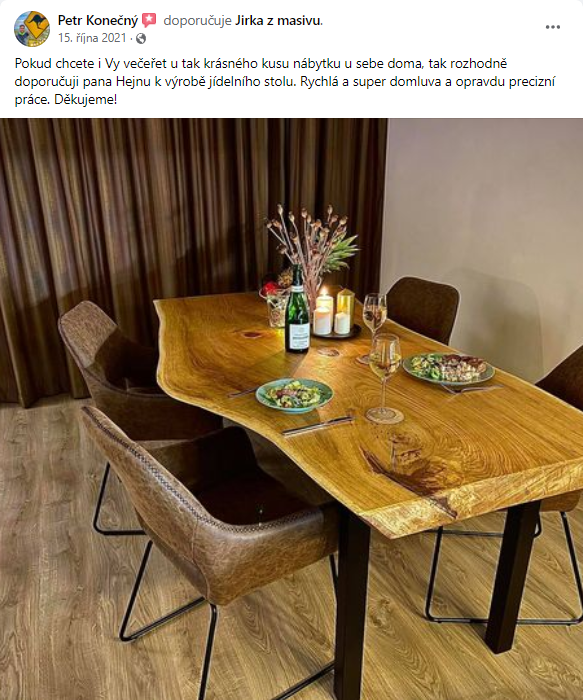 Petr Konečný doporučuje Jirka z masivu.
15. října 2021 ·
Pokud chcete i Vy večeřet u tak krásného kusu nábytku u sebe doma, tak rozhodně
doporučuji pana Hejnu k výrobě jídelního stolu. Rychlá a super domluva a opravdu precizní
práce. Děkujeme!